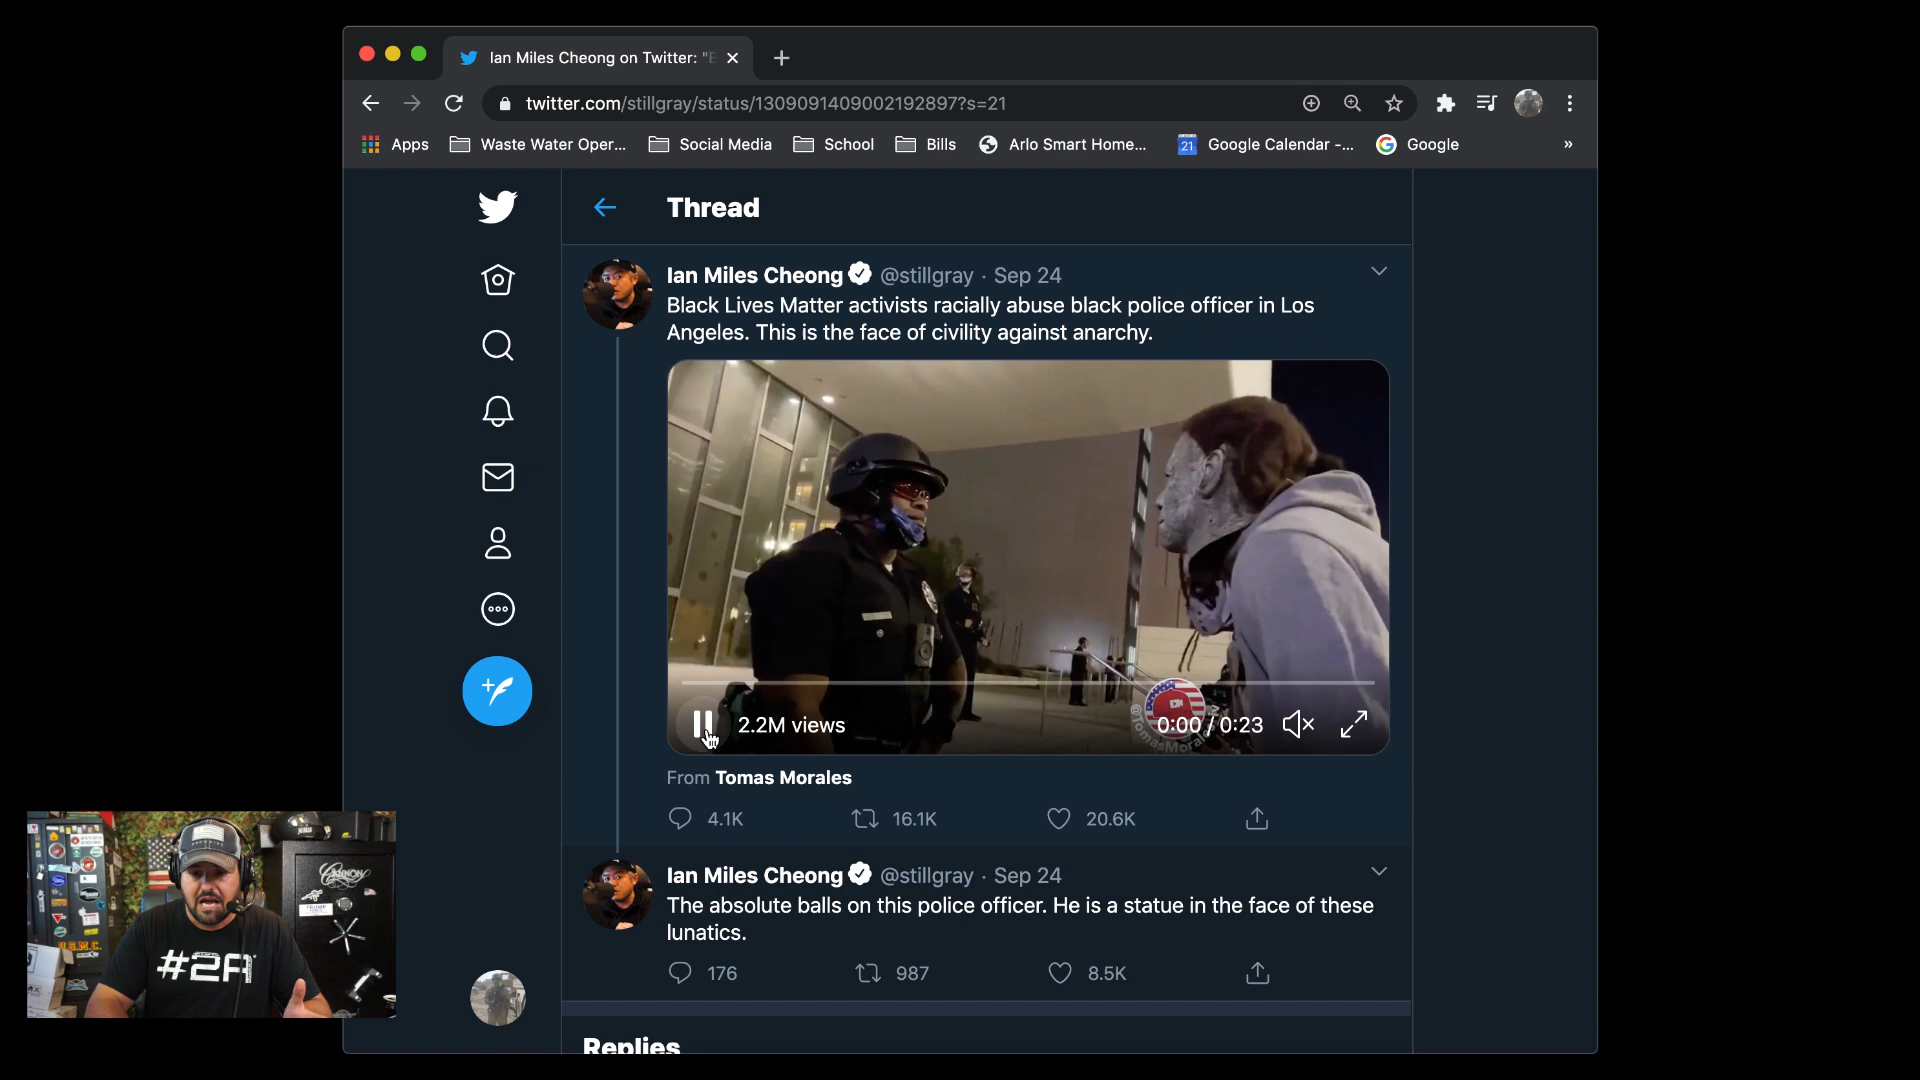 Ian Miles Cheong on Twitter: "E
twitter.com/stillgray/status/1309091409002192897?s=21
Apps
Waste Water Oper...
Social Media
School
Bills
Arlo Smart Home...
21
Google Calendar -...
Google
»
Thread
Ian Miles Cheong @stillgray · Sep 24
Black Lives Matter activists racially abuse black police officer in Los
Angeles. This is the face of civility against anarchy.
2.2M views
0:00 / 0:23
From Tomas Morales
4.1K
16.1K
20.6K
Ian Miles Cheong @stillgray · Sep 24
The absolute balls on this police officer. He is a statue in the face of these
lunatics.
176
987
8.5K
Replies
CANNON
TRUMP
U.S.M.C.
#2A